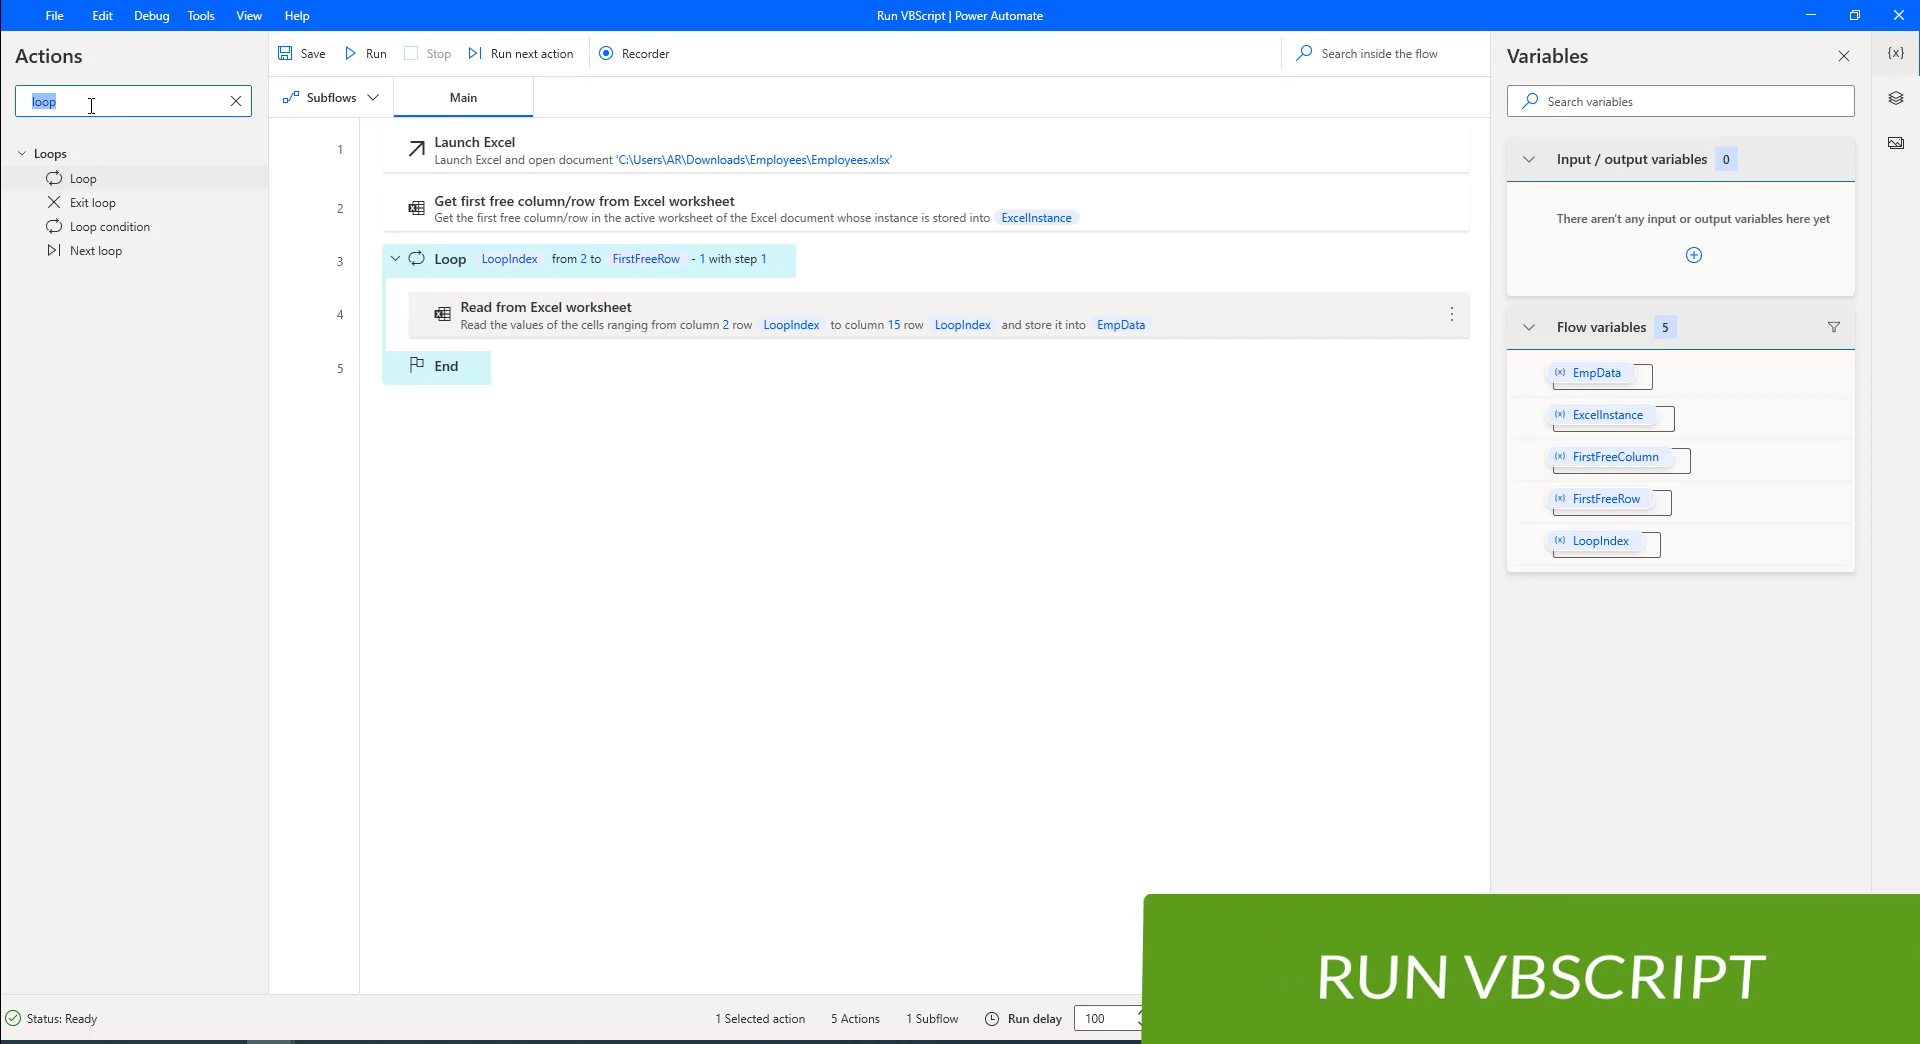 File Edit Debug Tools View Help Run VBScript | Power Automate
Actions
loop
Loops
Loop
Exit loop
Loop condition
Next loop
Save Run Stop Run next action Recorder Search inside the flow
Subflows Main
1 Launch Excel
Launch Excel and open document 'C:\Users\AR\Downloads\Employees\Employees.xlsx'
2 Get first free column/row from Excel worksheet
Get the first free column/row in the active worksheet of the Excel document whose instance is stored into ExcelInstance
3 Loop LoopIndex from 2 to FirstFreeRow - 1 with step 1
4 Read from Excel worksheet
Read the values of the cells ranging from column 2 row LoopIndex to column 15 row LoopIndex and store it into EmpData
5 End
Variables
{x}
Search variables
Input / output variables 0
There aren't any input or output variables here yet
Flow variables 5
(x) EmpData
(x) ExcelInstance
(x) FirstFreeColumn
(x) FirstFreeRow
(x) LoopIndex
RUN VBSCRIPT
Status: Ready 1 Selected action 5 Actions 1 Subflow Run delay 100